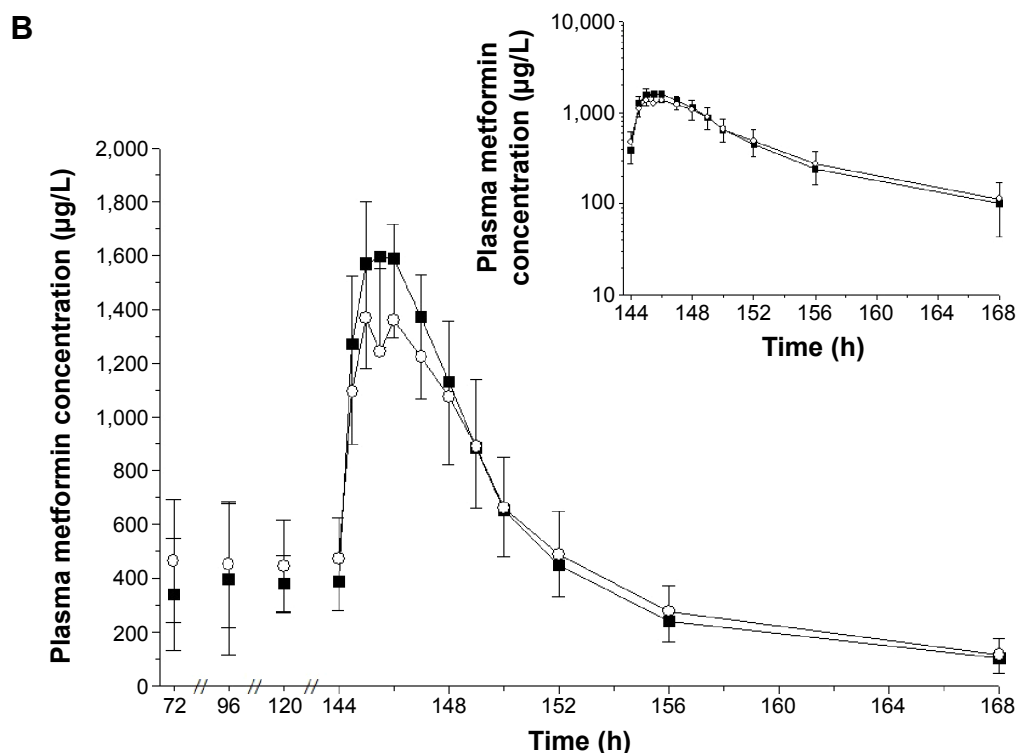 B
Plasma metformin
concentration (µg/L)
10,000
1,000
100
10
144 148 152 156 160 164 168
Time (h)
Plasma metformin concentration (µg/L)
2,000
1,800
1,600
1,400
1,200
1,000
800
600
400
200
0
72 96 120 144 148 152 156 160 164 168
Time (h)